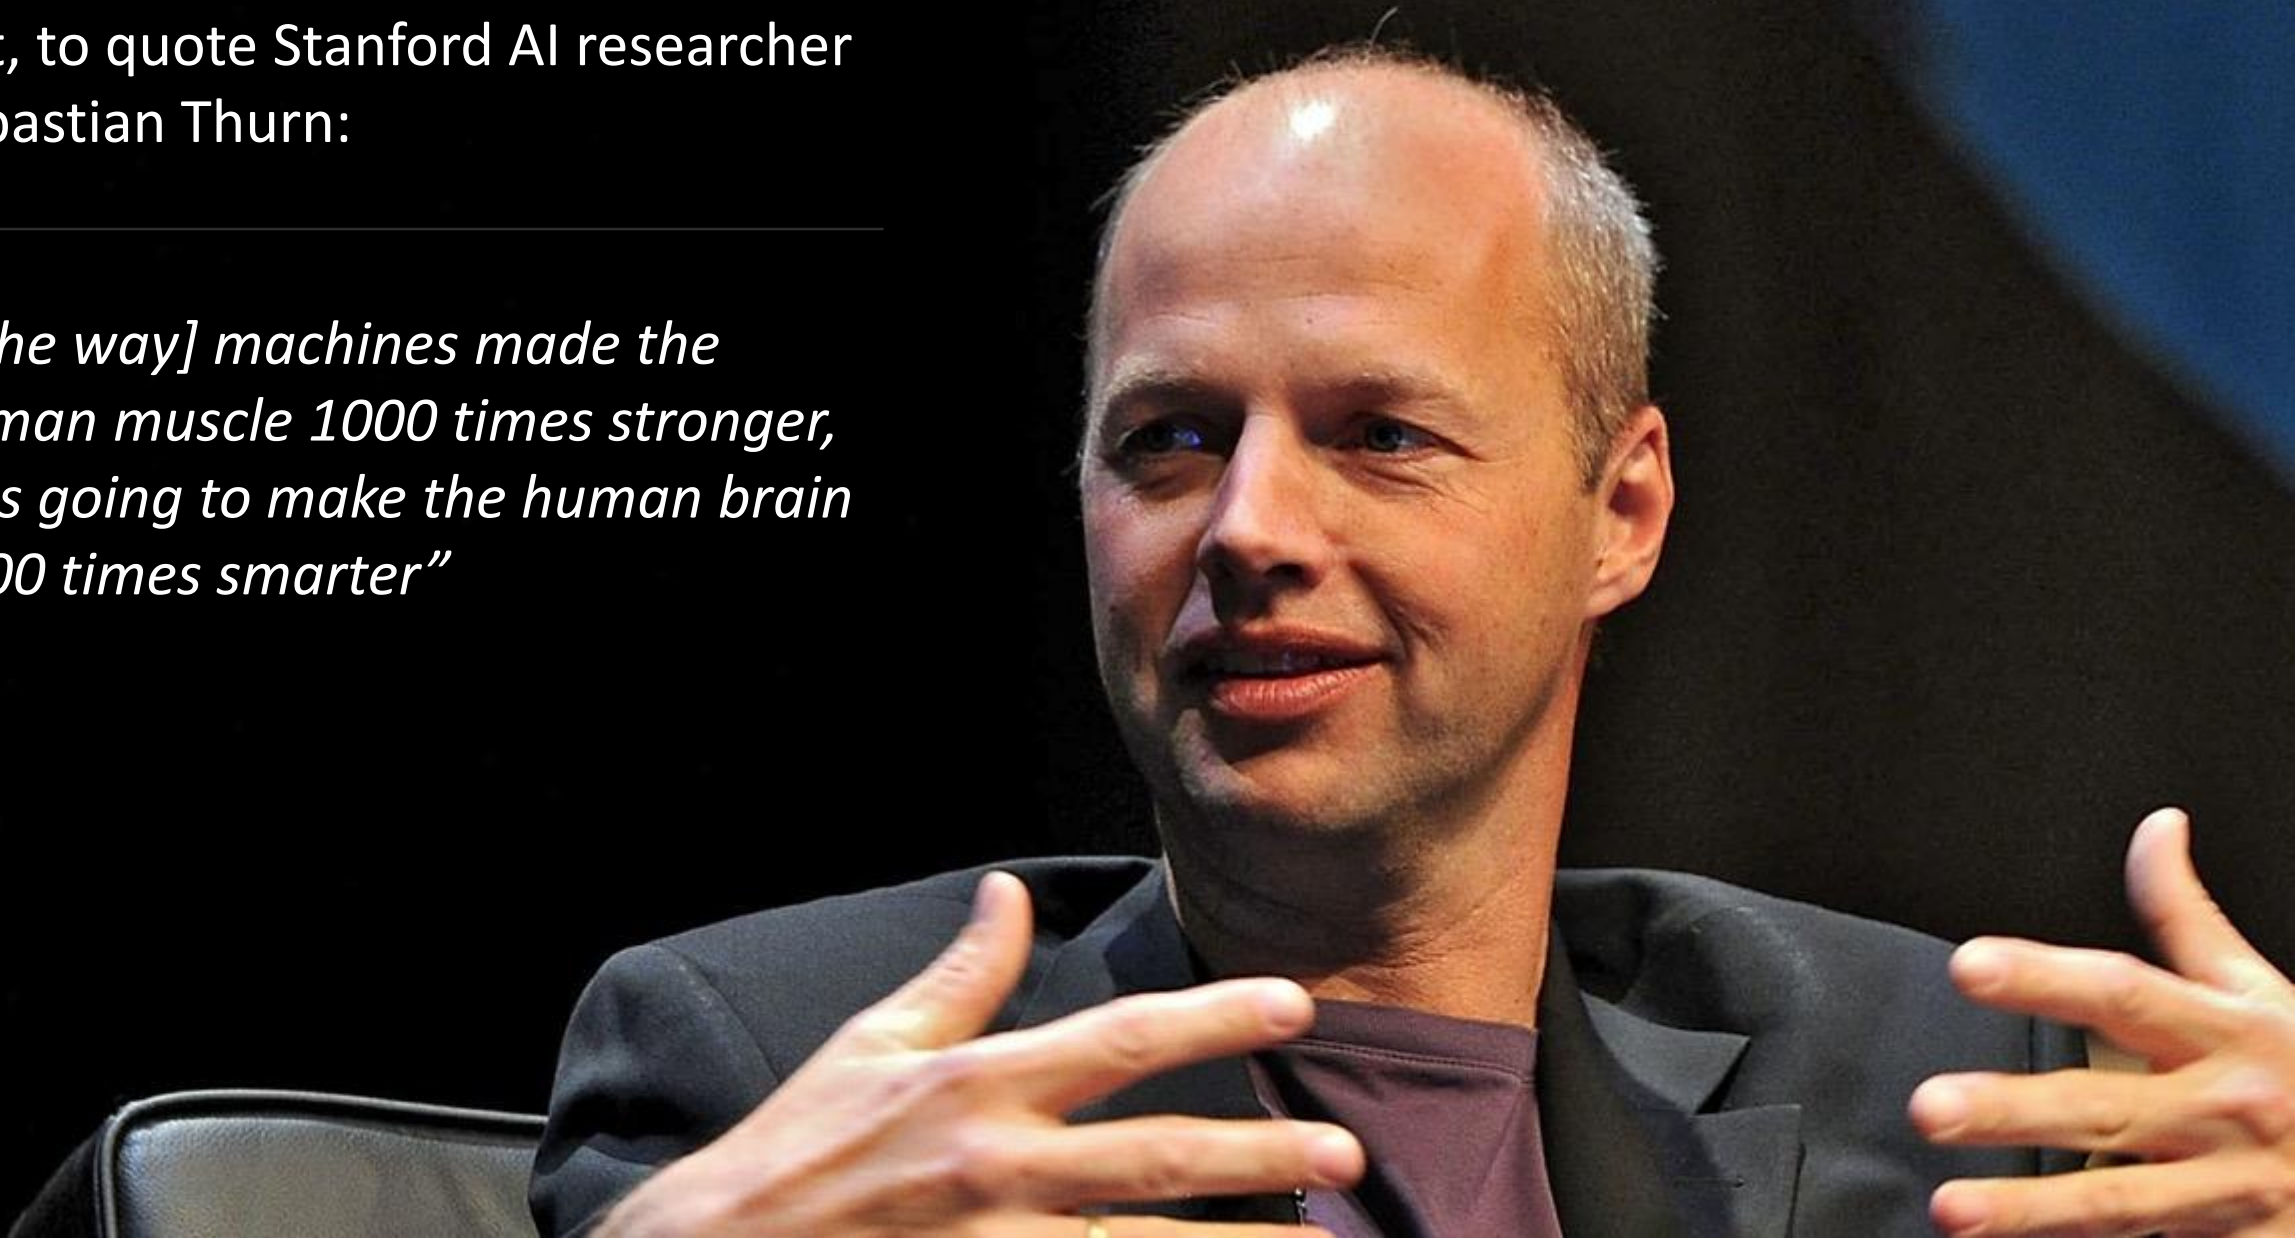 t, to quote Stanford AI researcher
bastian Thurn:
he way] machines made the
man muscle 1000 times stronger,
s going to make the human brain
00 times smarter”